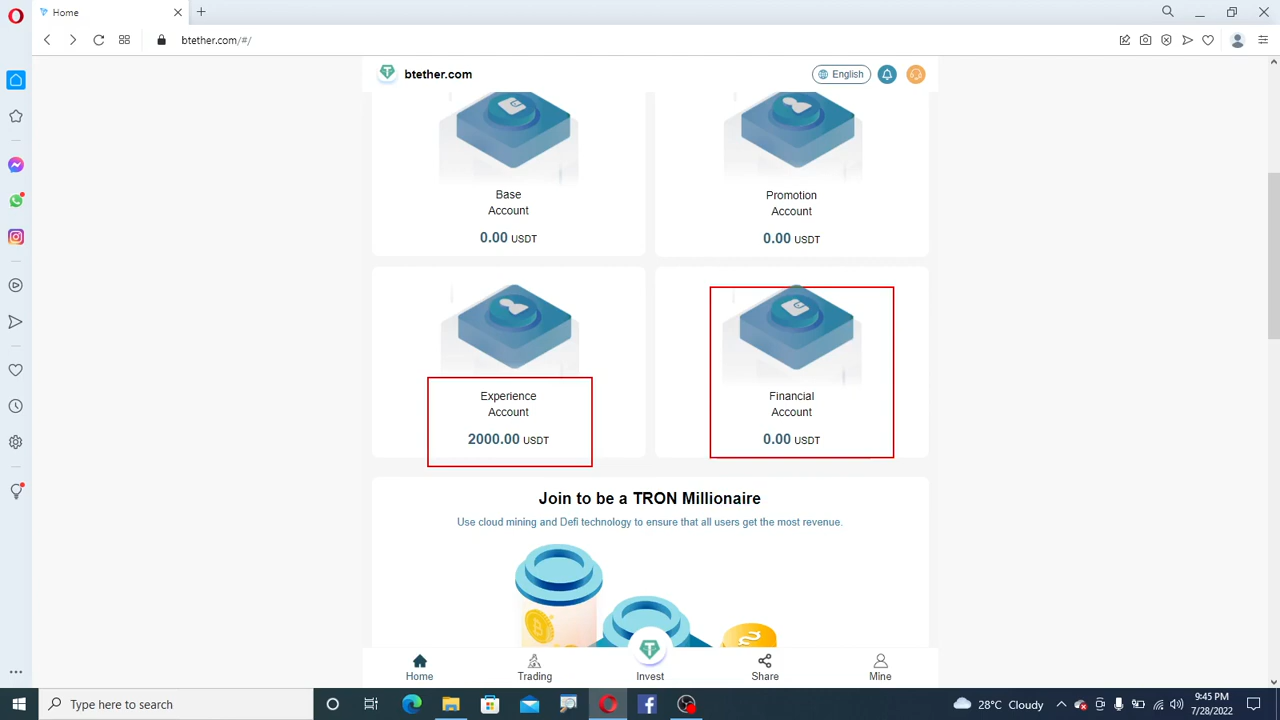 Home
btether.com/#/
btether.com
English
Base
Account
0.00 USDT
Promotion
Account
0.00 USDT
Experience
Account
2000.00 USDT
Financial
Account
0.00 USDT
Join to be a TRON Millionaire
Use cloud mining and Defi technology to ensure that all users get the most revenue.
Home
Trading
Invest
Share
Mine
Type here to search
28°C Cloudy
9:45 PM
7/28/2022